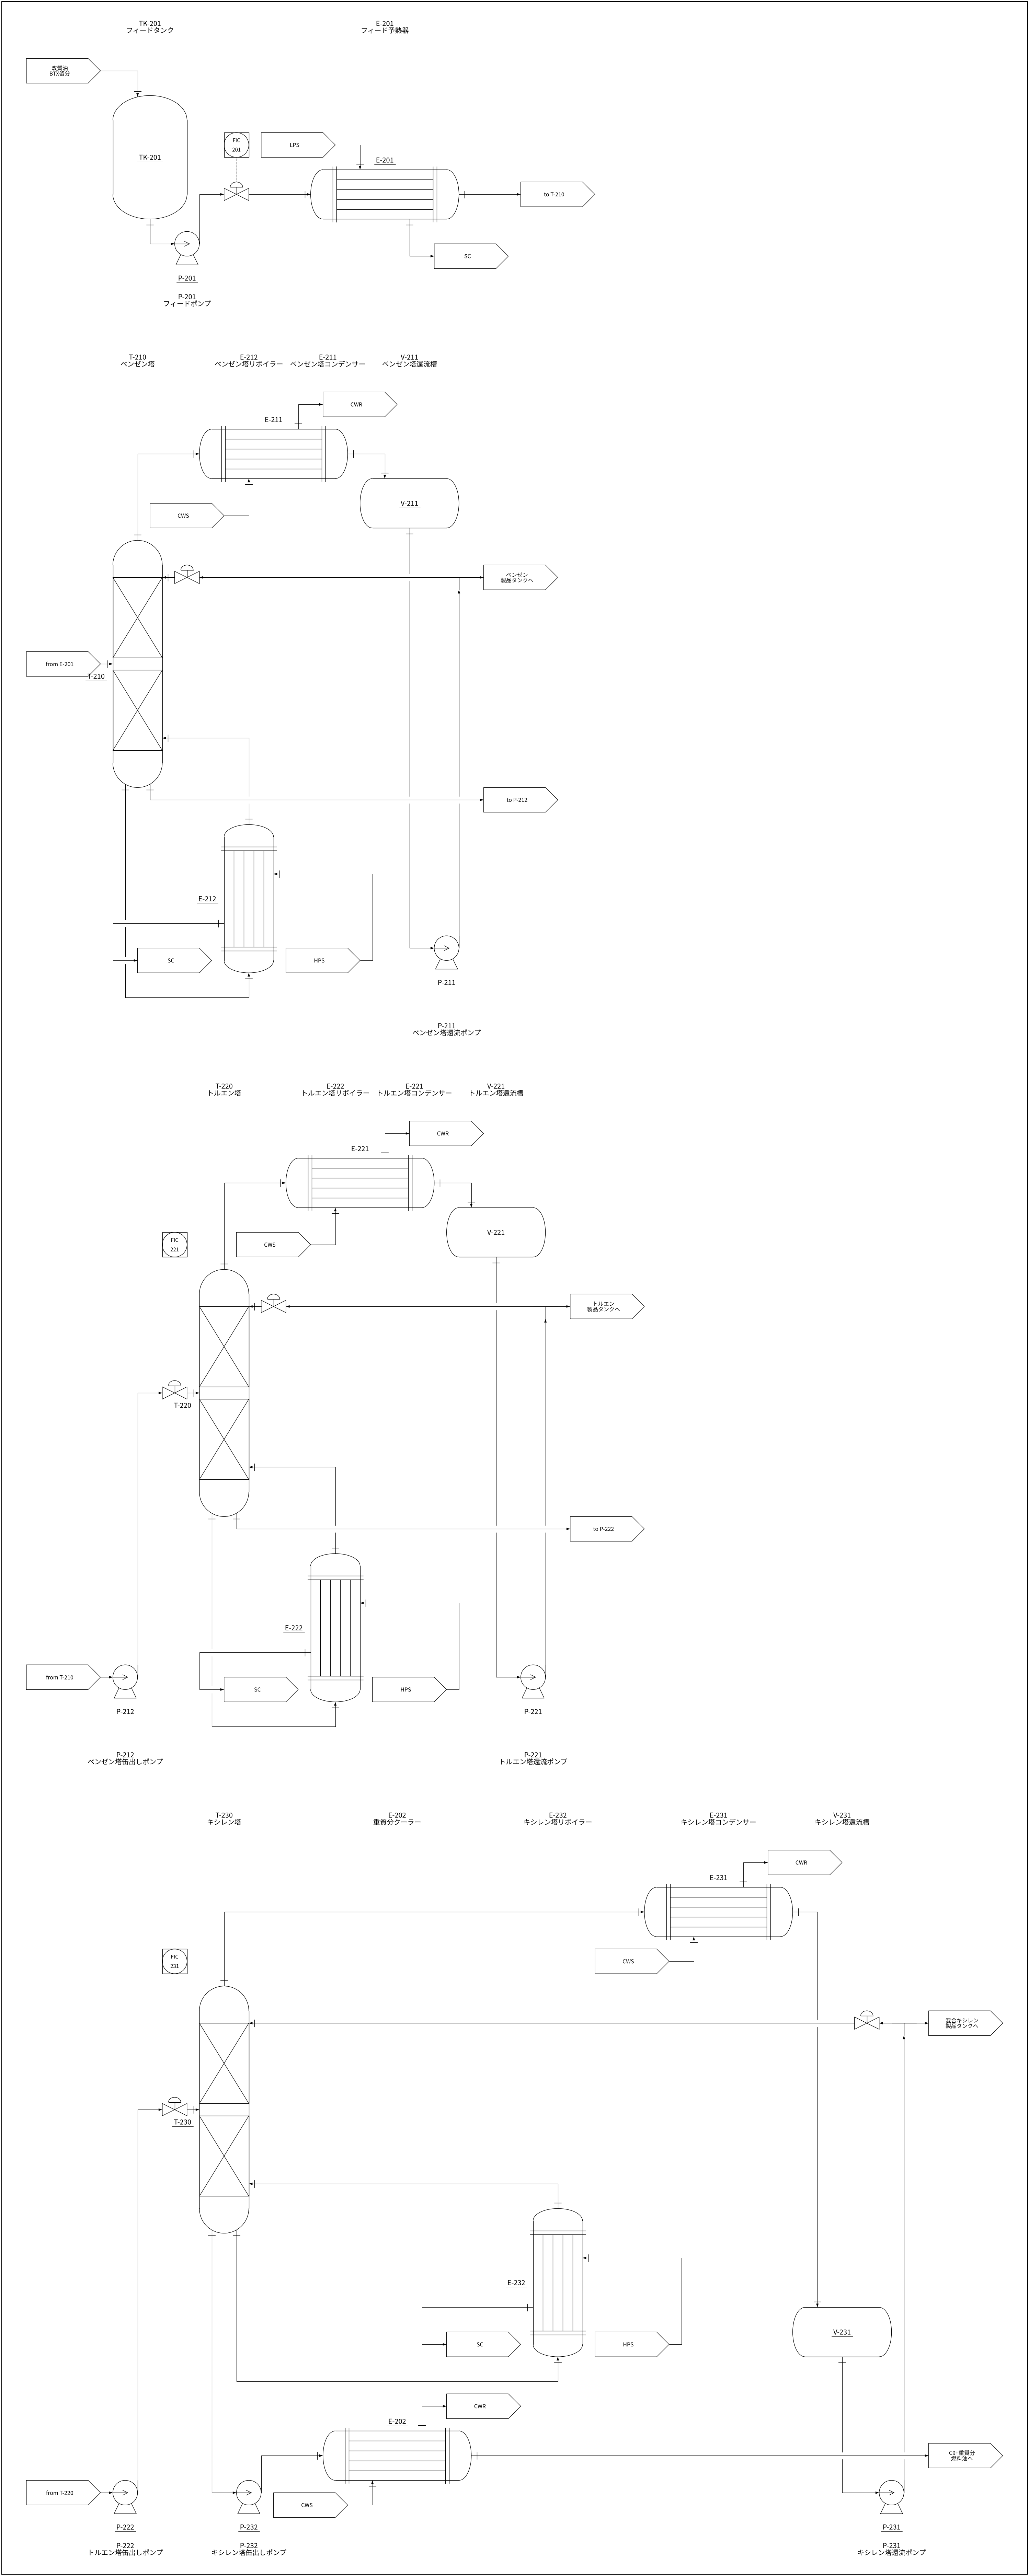 TK-201
フィードタンク
E-201
フィード予熱器
改質油
BTX留分
TK-201
FIC
201
LPS
E-201
to T-210
SC
P-201
P-201
フィードポンプ
T-210
ベンゼン塔
E-212
ベンゼン塔リボイラー
E-211
ベンゼン塔コンデンサー
V-211
ベンゼン塔還流槽
CWR
E-211
V-211
CWS
ベンゼン
製品タンクへ
from E-201
T-210
to P-212
E-212
SC
HPS
P-211
P-211
ベンゼン塔還流ポンプ
T-220
トルエン塔
E-222
トルエン塔リボイラー
E-221
トルエン塔コンデンサー
V-221
トルエン塔還流槽
CWR
E-221
V-221
FIC
221
CWS
トルエン
製品タンクへ
T-220
to P-222
E-222
from T-210
SC
HPS
P-212
P-221
P-212
ベンゼン塔缶出しポンプ
P-221
トルエン塔還流ポンプ
T-230
キシレン塔
E-202
重質分クーラー
E-232
キシレン塔リボイラー
E-231
キシレン塔コンデンサー
V-231
キシレン塔還流槽
CWR
E-231
FIC
231
CWS
混合キシレン
製品タンクへ
T-230
E-232
V-231
SC
HPS
CWR
E-202
C9+重質分
燃料油へ
from T-220
CWS
P-222
P-232
P-231
P-222
トルエン塔缶出しポンプ
P-232
キシレン塔缶出しポンプ
P-231
キシレン塔還流ポンプ